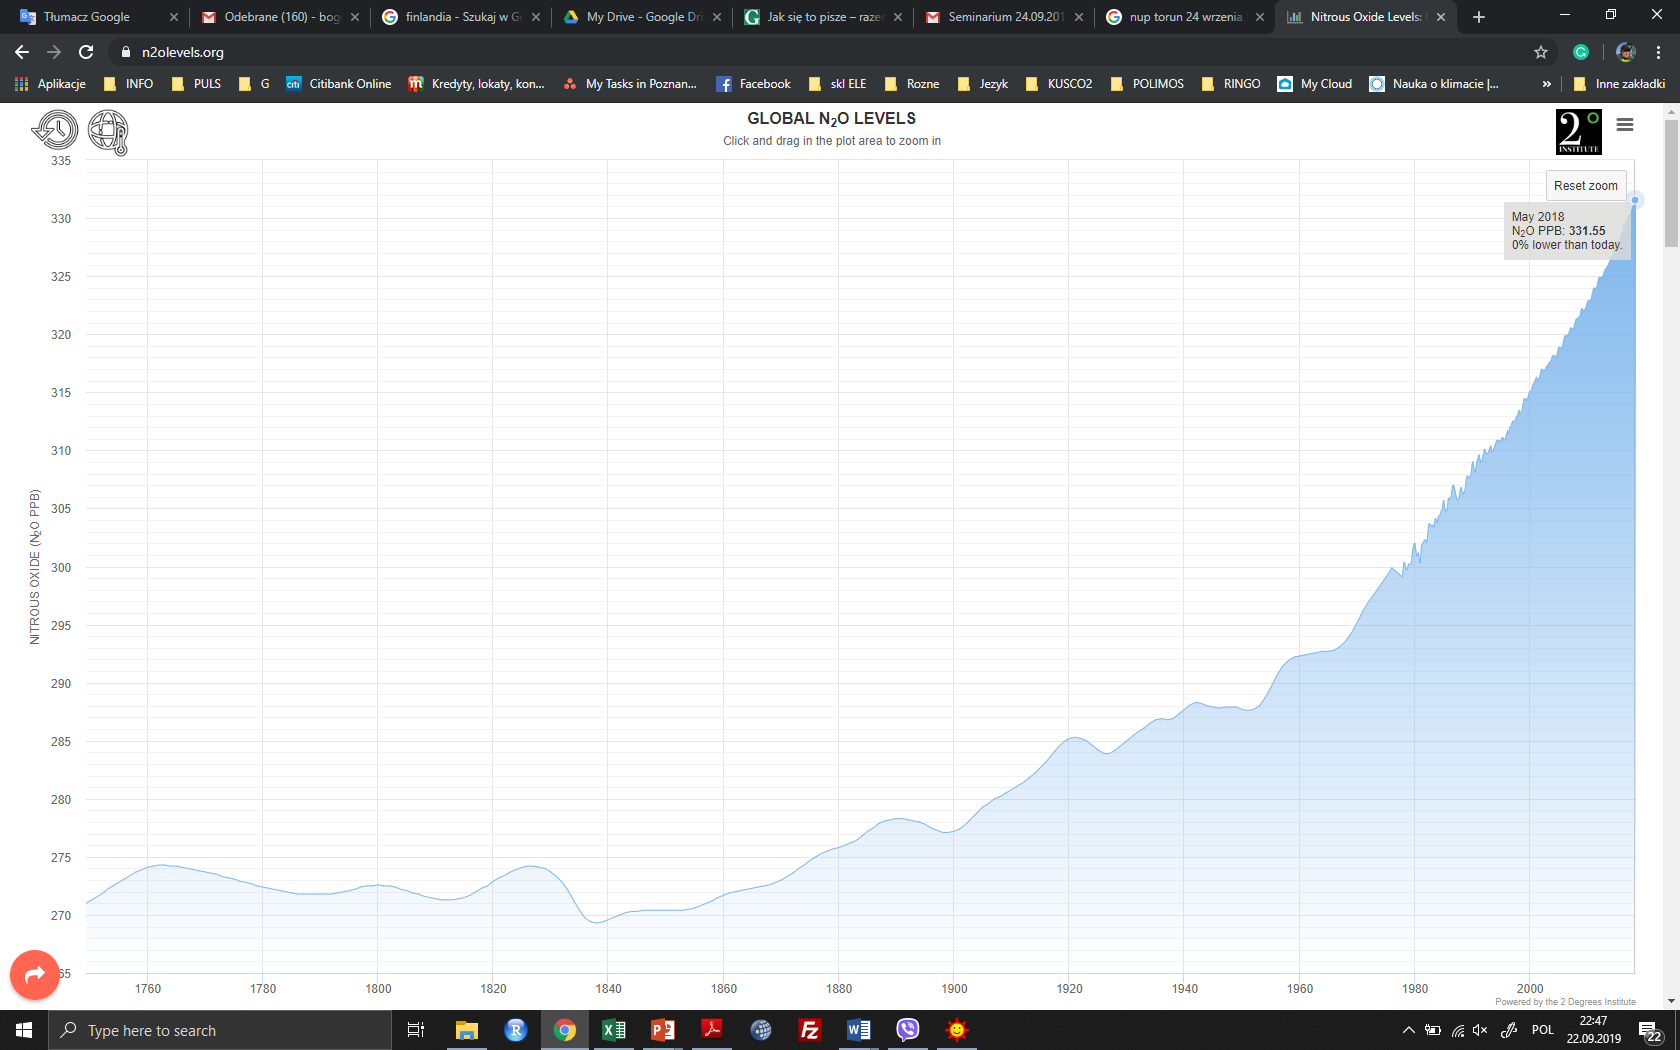 Tłumacz Google
Odebrane (160) - bog
finlandia - Szukaj w G
My Drive - Google Dri
Jak się to pisze – razer
Seminarium 24.09.201
nup torun 24 wrzenia
Nitrous Oxide Levels:
n2olevels.org
Aplikacje
INFO
PULS
G
citi
Citibank Online
Kredyty, lokaty, kon...
My Tasks in Poznan...
Facebook
skl ELE
Rozne
Jezyk
KUSCO2
POLIMOS
RINGO
My Cloud
Nauka o klimacie |...
»
Inne zakładki
GLOBAL N₂O LEVELS
Click and drag in the plot area to zoom in
2°
INSTITUTE
Reset zoom
May 2018
N₂O PPB: 331.55
0% lower than today.
335
330
325
320
315
310
305
300
295
290
285
280
275
270
65
NITROUS OXIDE (N₂O PPB)
1760
1780
1800
1820
1840
1860
1880
1900
1920
1940
1960
1980
2000
Powered by the 2 Degrees Institute
Type here to search
POL
22:47
22.09.2019
22